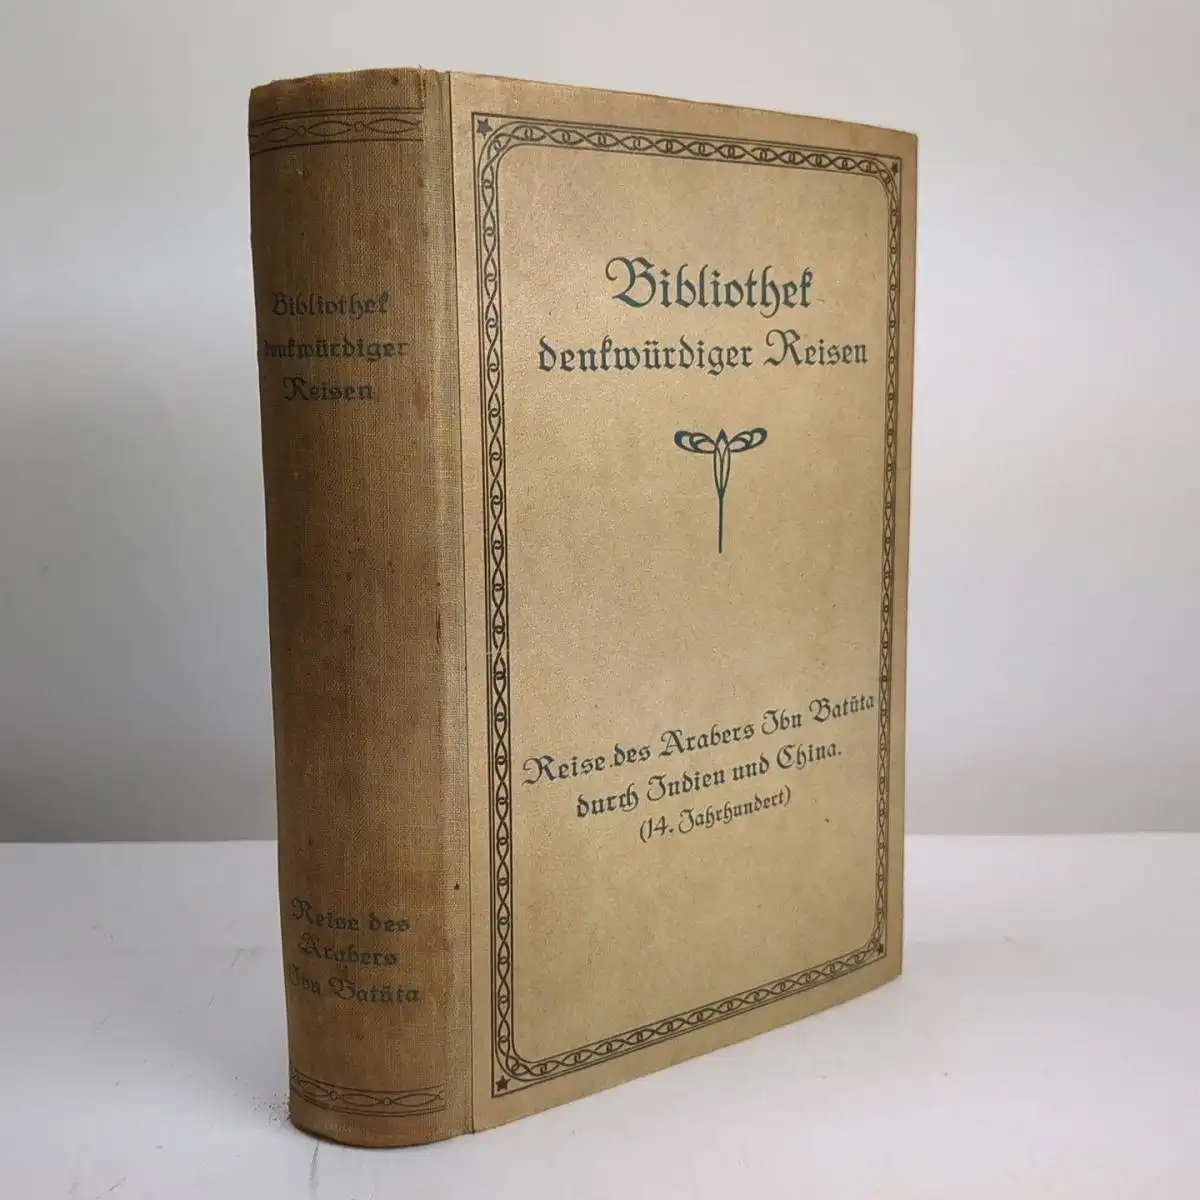 Bibliothek
denkwürdiger
Reisen
Reise des
Arabers
Ibn Batûta
Bibliothek
denkwürdiger Reisen
Reise des Arabers Ibn Batûta
durch Indien und China.
(14. Jahrhundert)